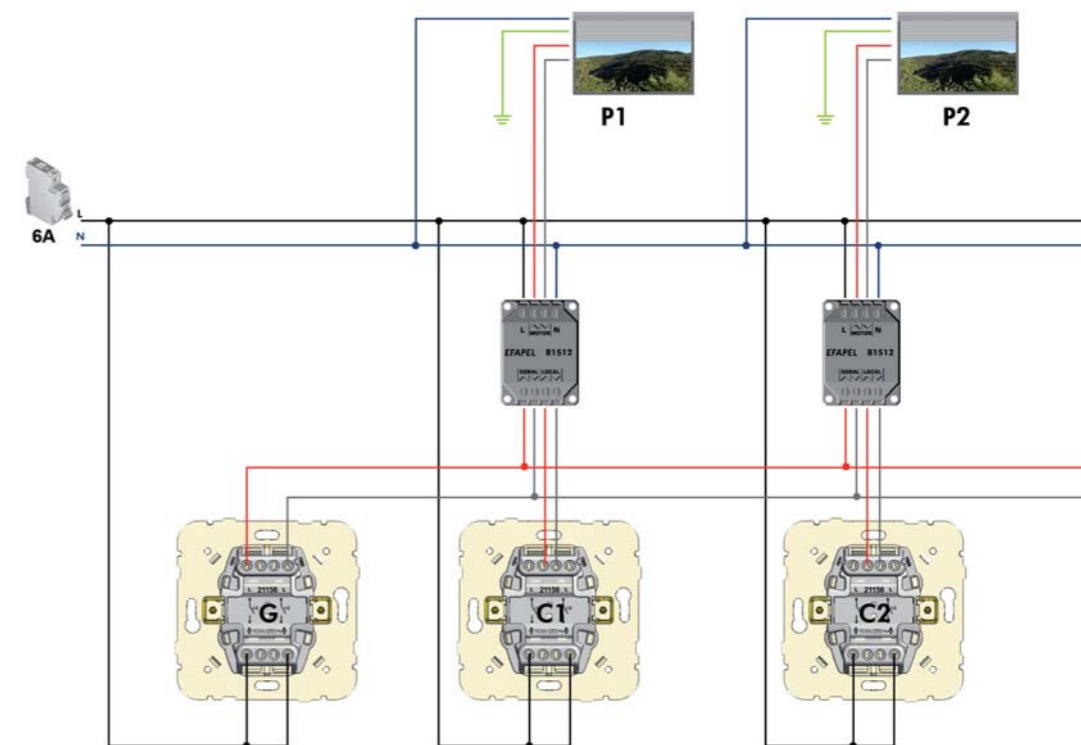 P1
P2
L
6A
N
L MOTOR N
EFAPEL 81512
GERAL LOCAL
L MOTOR N
EFAPEL 81512
GERAL LOCAL
L 21156 L
G
L 21156 L
C1
L 21156 L
C2